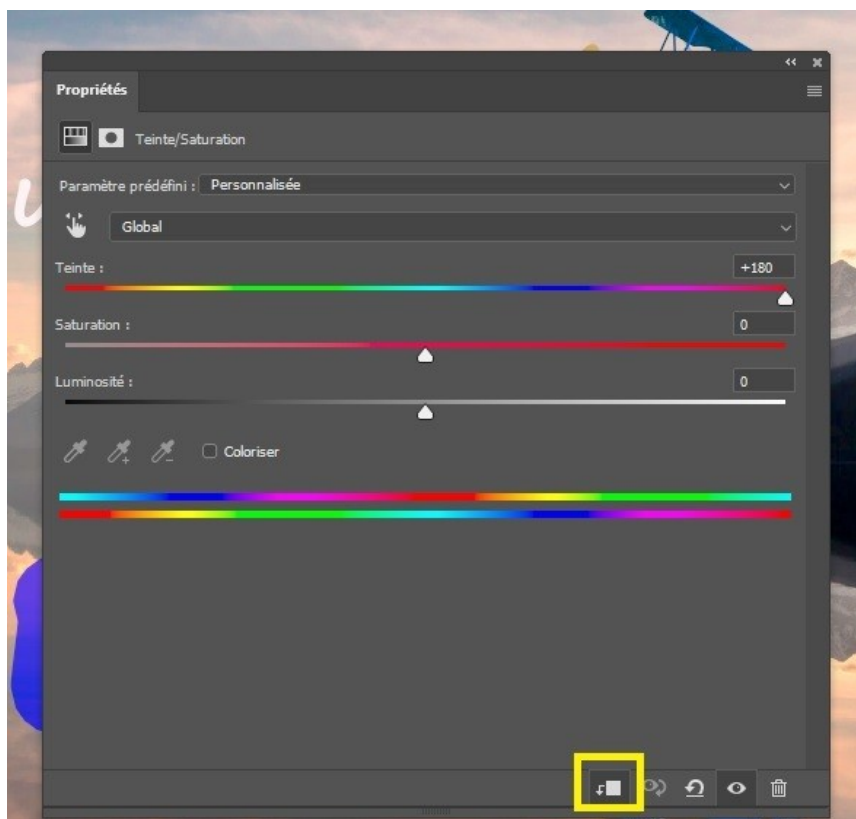 Propriétés
Teinte/Saturation
Paramètre prédéfini : Personnalisée
Global
Teinte : +180
Saturation : 0
Luminosité : 0
Coloriser